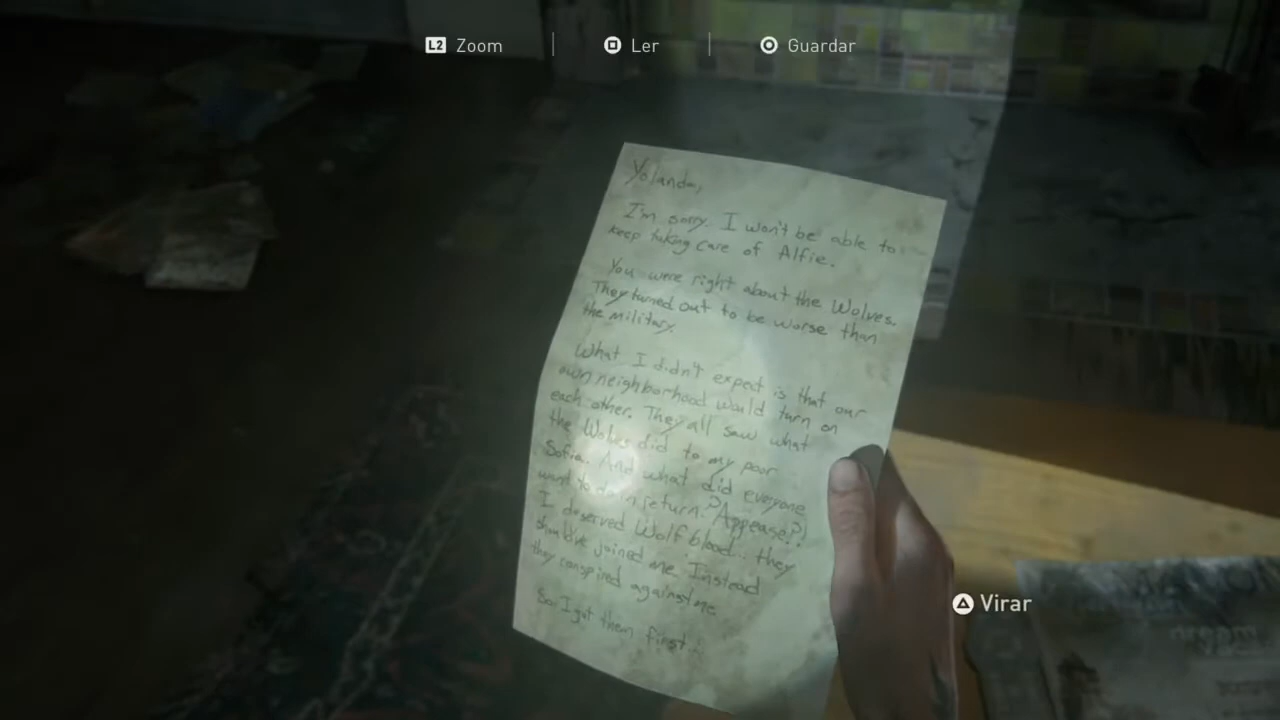 L2 Zoom
Ler
Guardar
Yolanda,
I'm sorry. I won't be able to
keep taking care of Alfie.
You were right about the Wolves.
They turned out to be worse than
the military.
What I didn't expect is that our
own neighborhood would turn on
each other. They all saw what
the Wolves did to my poor
Sofia. And what did everyone
want to do in return? Appease?!
I deserved Wolf blood... they
should've joined me. Instead
they conspired against me.
So I got them first.
Virar